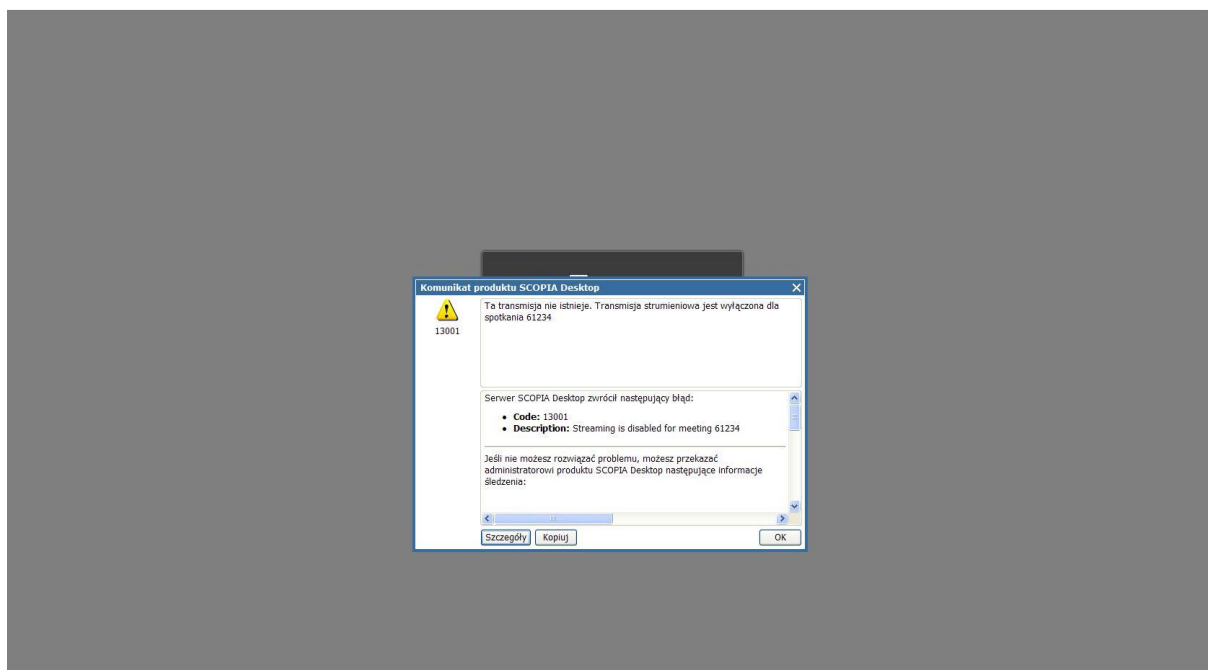 Komunikat produktu SCOPIA Desktop
13001
Ta transmisja nie istnieje. Transmisja strumieniowa jest wyłączona dla
spotkania 61234
Serwer SCOPIA Desktop zwrócił następujący błąd:
• Code: 13001
• Description: Streaming is disabled for meeting 61234
Jeśli nie możesz rozwiązać problemu, możesz przekazać
administratorowi produktu SCOPIA Desktop następujące informacje
śledzenia:
Szczegóły Kopiuj OK